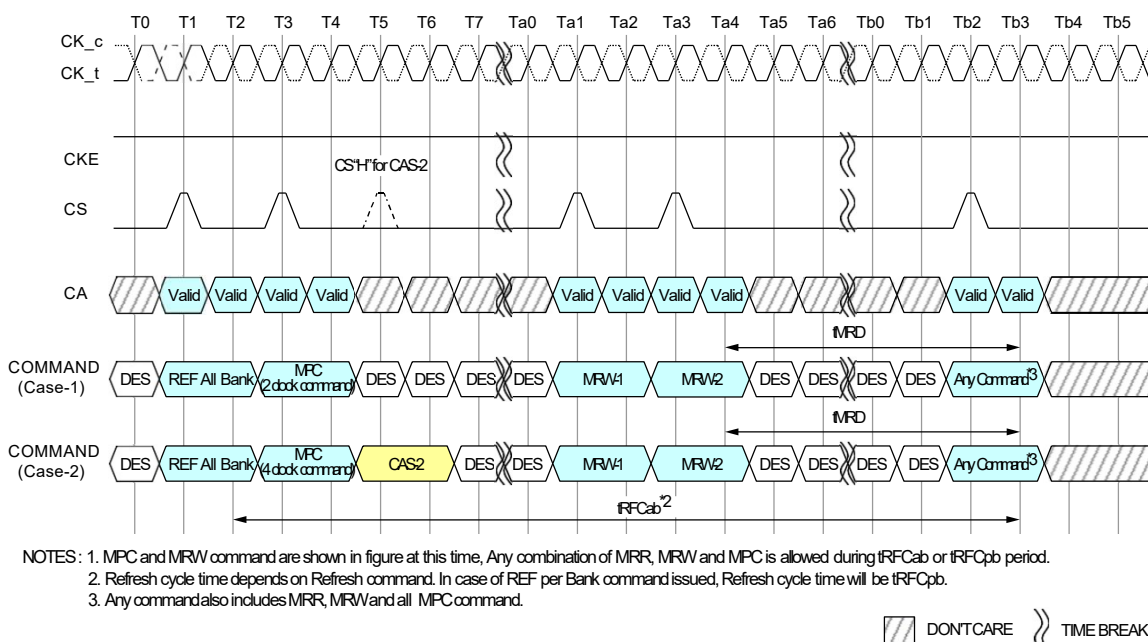 T0 T1 T2 T3 T4 T5 T6 T7 Ta0 Ta1 Ta2 Ta3 Ta4 Ta5 Ta6 Tb0 Tb1 Tb2 Tb3 Tb4 Tb5
CK_c
CK_t
CKE
CS"H" for CAS-2
CS
CA Valid Valid Valid Valid Valid Valid Valid Valid Valid Valid
tMRD
COMMAND
(Case-1)
DES REF All Bank MPC
(2 clock command) DES DES DES DES MRW-1 MRW-2 DES DES DES DES Any Command*3
tMRD
COMMAND
(Case-2)
DES REF All Bank MPC
(4 clock command) CAS-2 DES DES MRW-1 MRW-2 DES DES DES DES Any Command*3
tRFCab*2
NOTES : 1. MPC and MRW command are shown in figure at this time, Any combination of MRR, MRW and MPC is allowed during tRFCab or tRFCpb period.
2. Refresh cycle time depends on Refresh command. In case of REF per Bank command issued, Refresh cycle time will be tRFCpb.
3. Any command also includes MRR, MRW and all MPC command.
DON'T CARE TIME BREAK